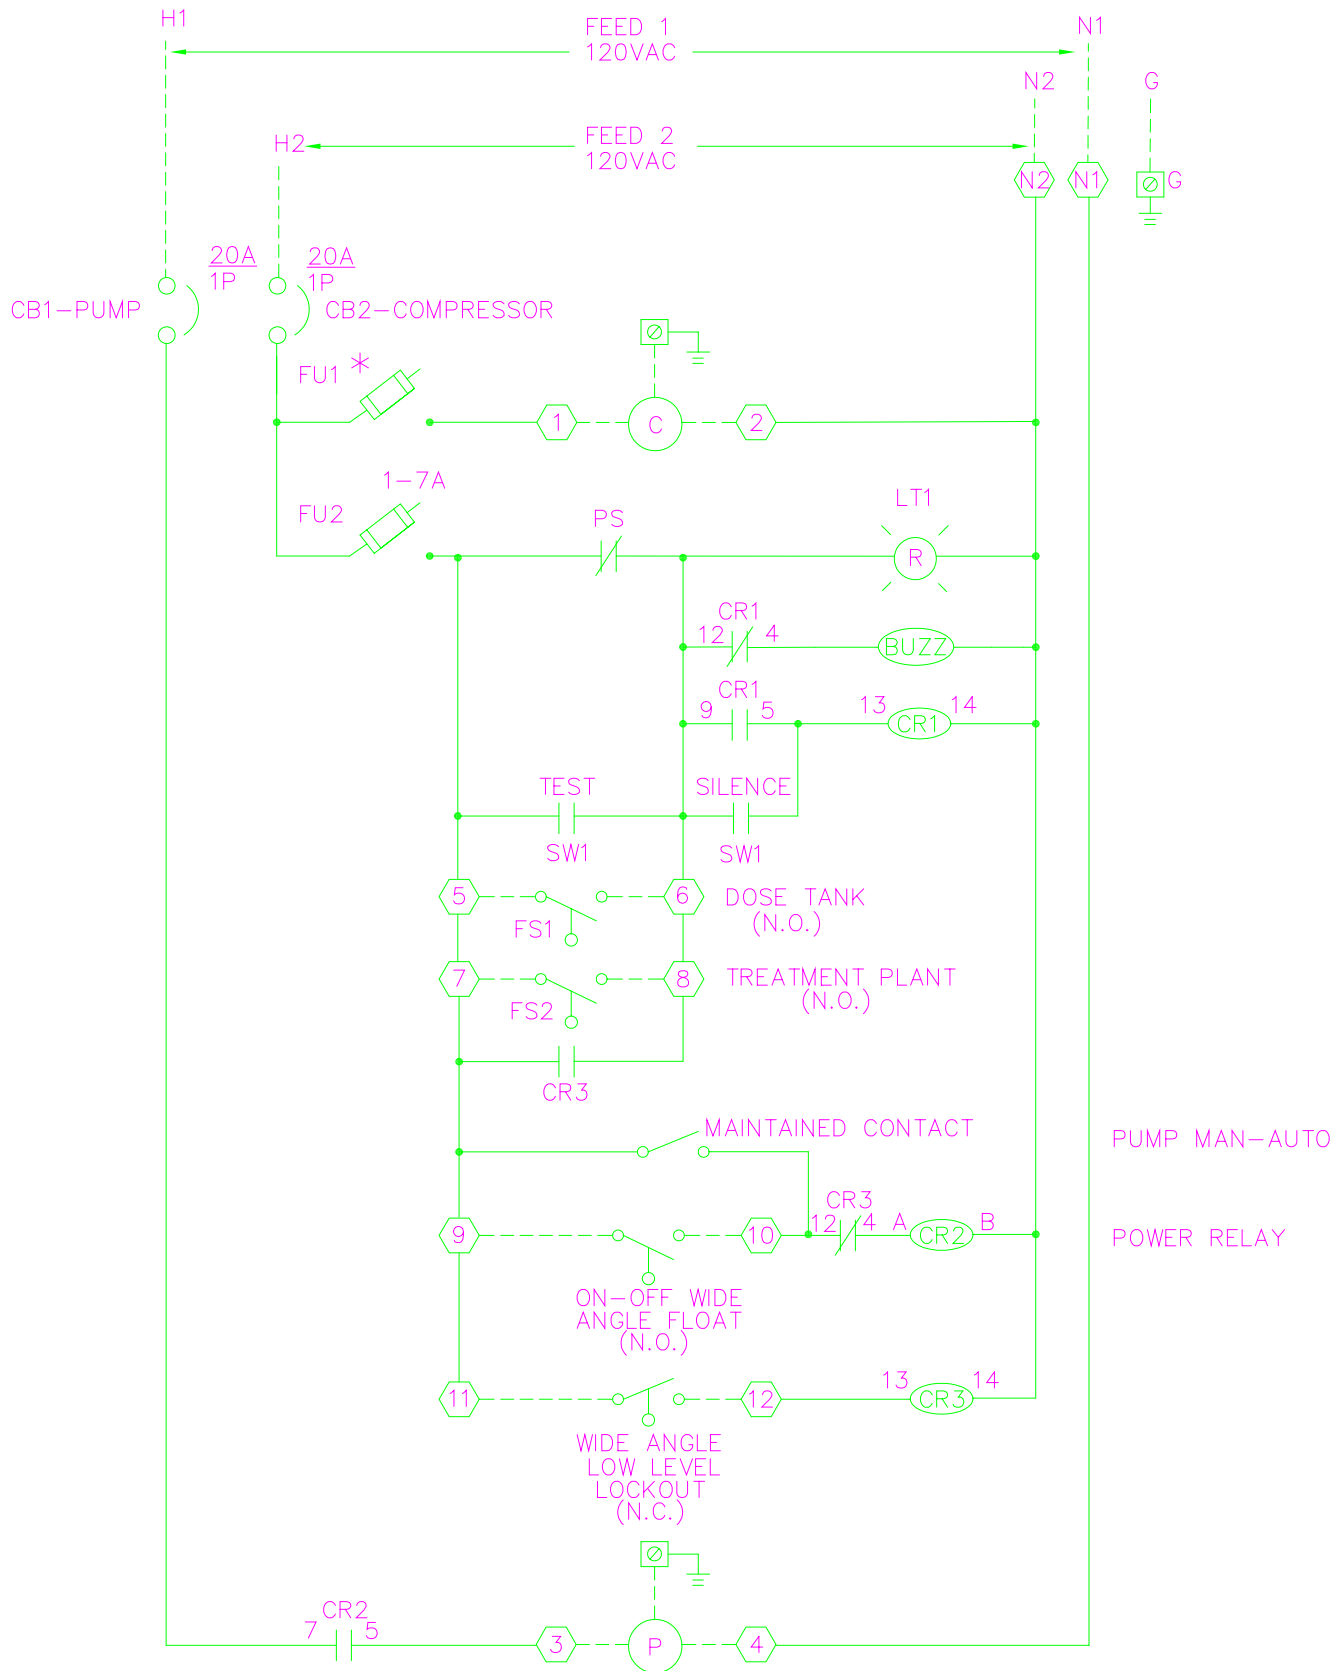 H1
FEED 1
120VAC
N1
N2
G
H2
FEED 2
120VAC
N2
N1
G
20A
1P
20A
1P
CB1-PUMP
CB2-COMPRESSOR
FU1 *
1
C
2
1-7A
FU2
PS
LT1
R
CR1
12
4
BUZZ
CR1
9
5
13
CR1
14
TEST
SILENCE
SW1
SW1
5
6
DOSE TANK
(N.O.)
FS1
7
8
TREATMENT PLANT
(N.O.)
FS2
CR3
MAINTAINED CONTACT
PUMP MAN-AUTO
CR3
9
10
12
4
A
CR2
B
POWER RELAY
ON-OFF WIDE
ANGLE FLOAT
(N.O.)
11
12
13
CR3
14
WIDE ANGLE
LOW LEVEL
LOCKOUT
(N.C.)
CR2
7
5
3
P
4